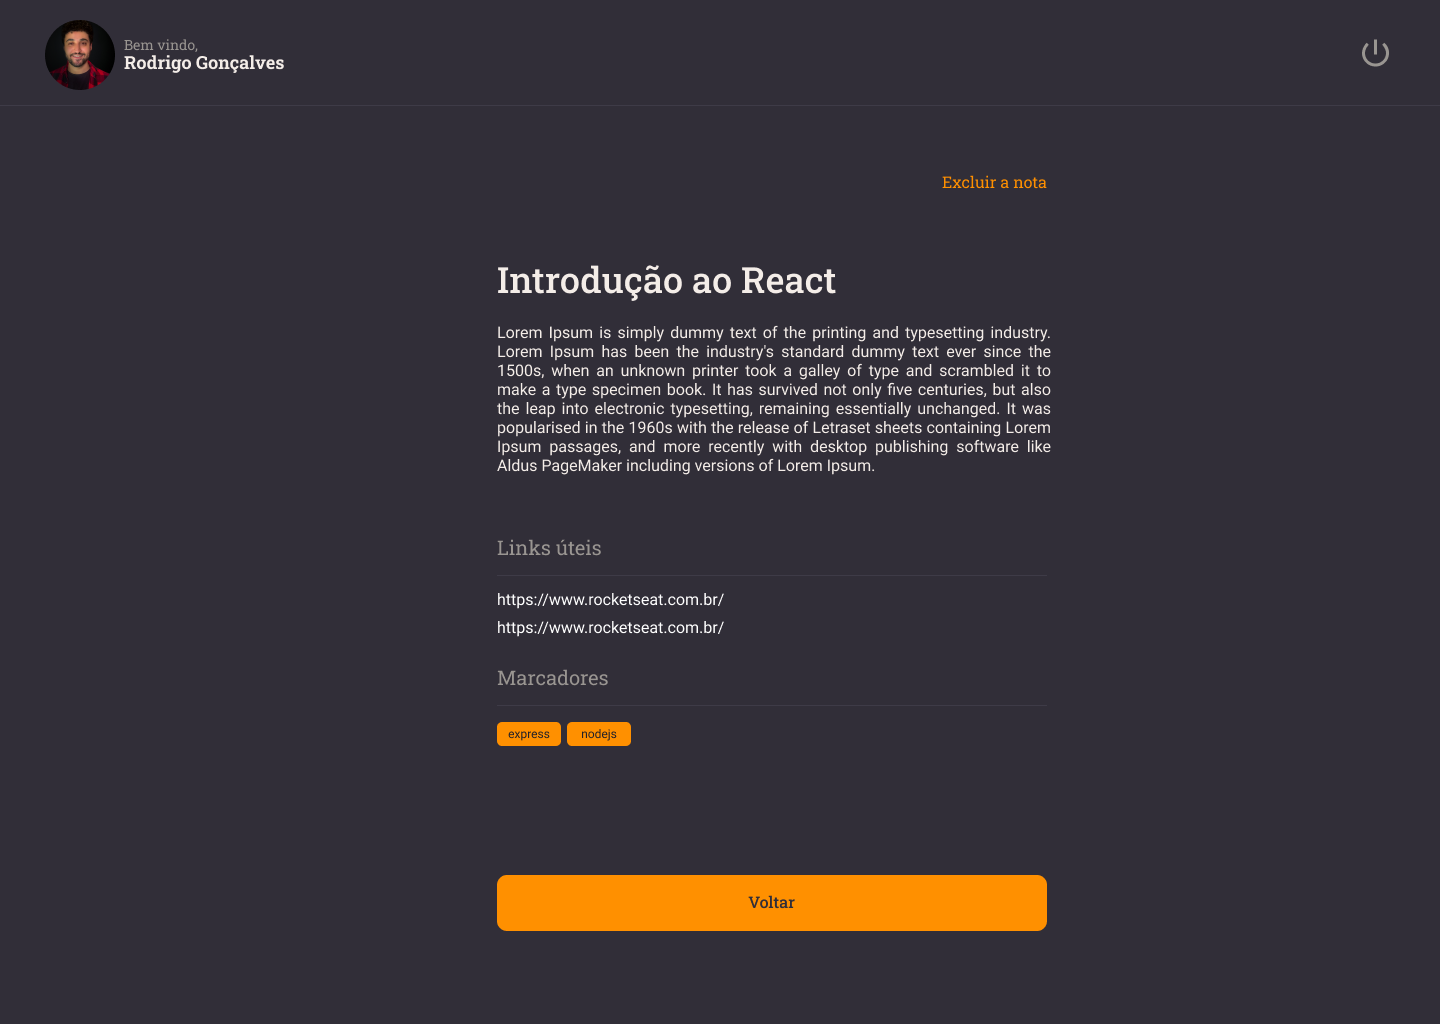 Bem vindo,
Rodrigo Gonçalves
Excluir a nota
Introdução ao React
Lorem Ipsum is simply dummy text of the printing and typesetting industry.
Lorem Ipsum has been the industry's standard dummy text ever since the
1500s, when an unknown printer took a galley of type and scrambled it to
make a type specimen book. It has survived not only five centuries, but also
the leap into electronic typesetting, remaining essentially unchanged. It was
popularised in the 1960s with the release of Letraset sheets containing Lorem
Ipsum passages, and more recently with desktop publishing software like
Aldus PageMaker including versions of Lorem Ipsum.
Links úteis
https://www.rocketseat.com.br/
https://www.rocketseat.com.br/
Marcadores
express nodejs
Voltar